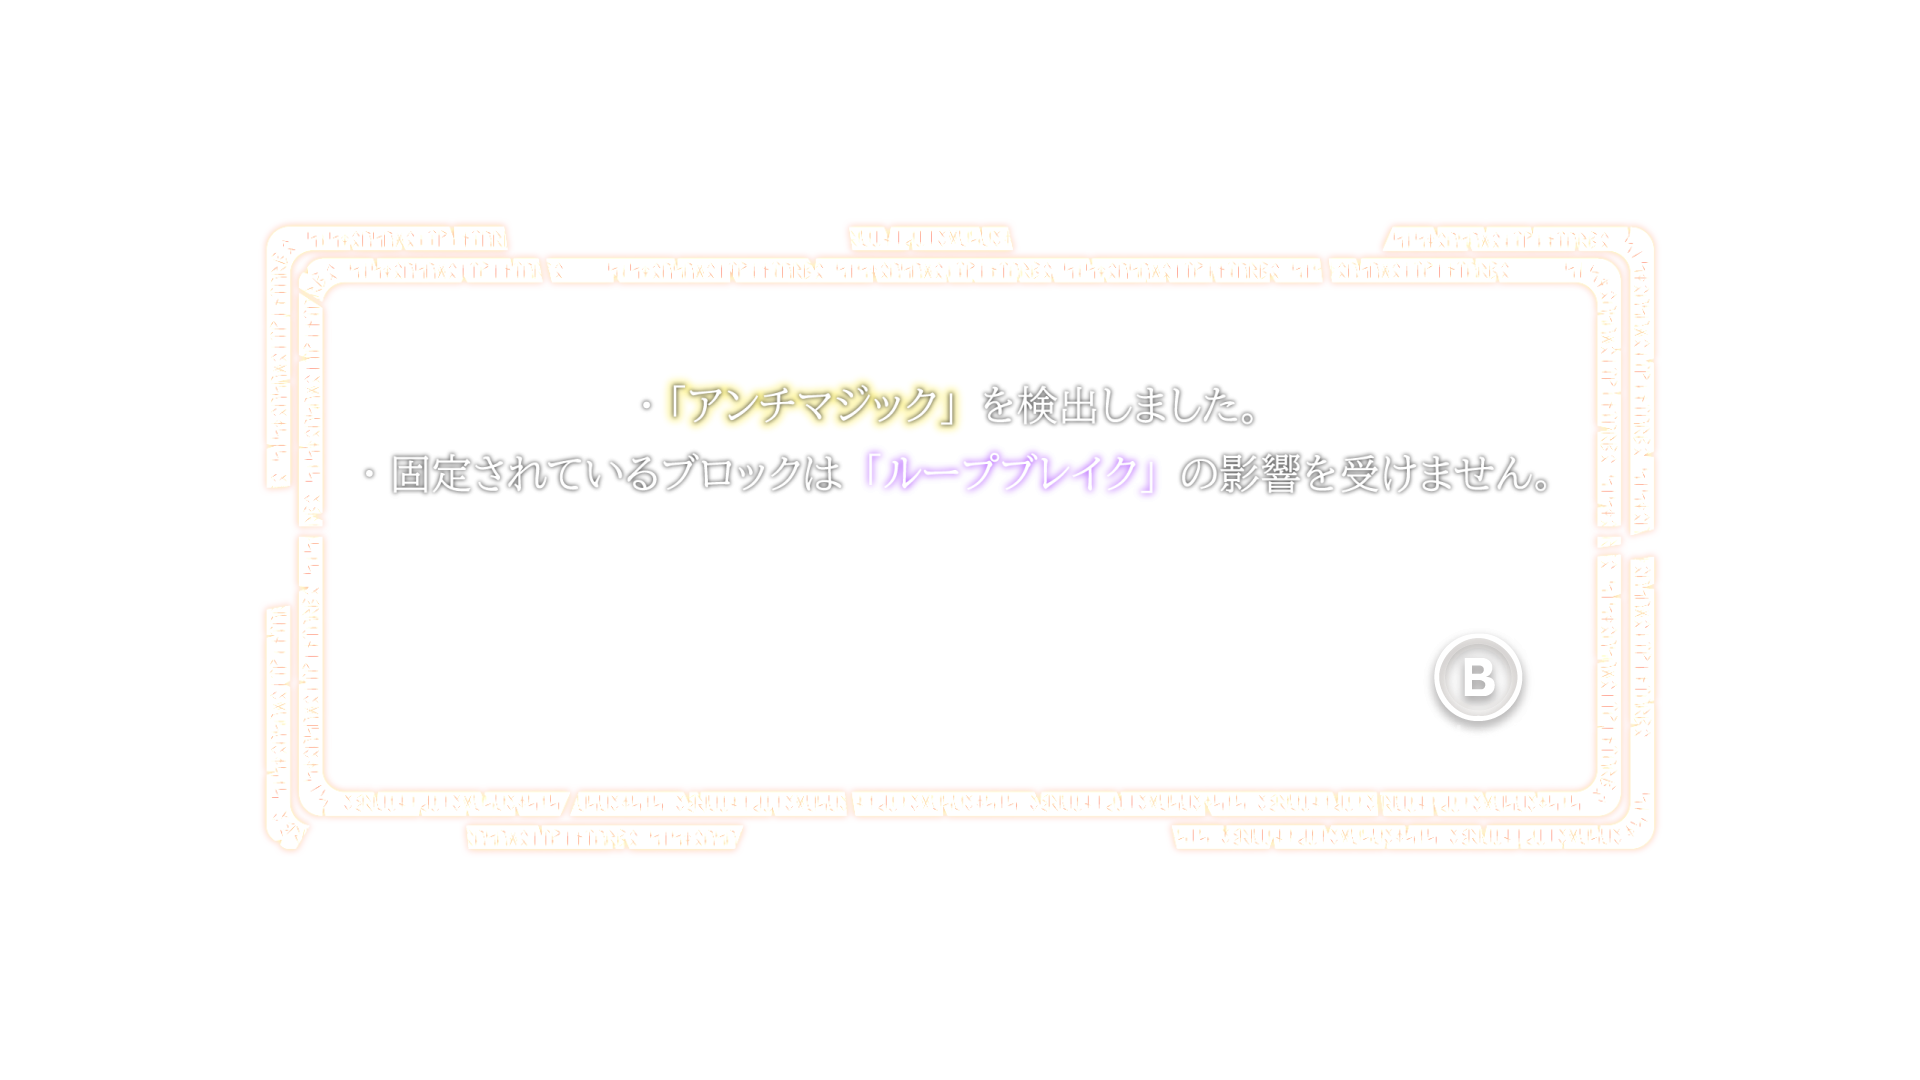 ・「アンチマジック」を検出しました。
・固定されているブロックは「ループブレイク」の影響を受けません。
B